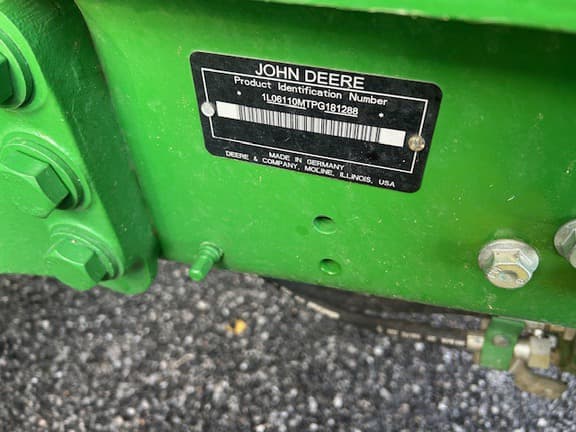 JOHN DEERE
Product Identification Number
*1L06110MTPG181288*
MADE IN GERMANY
DEERE & COMPANY, MOLINE, ILLINOIS, USA